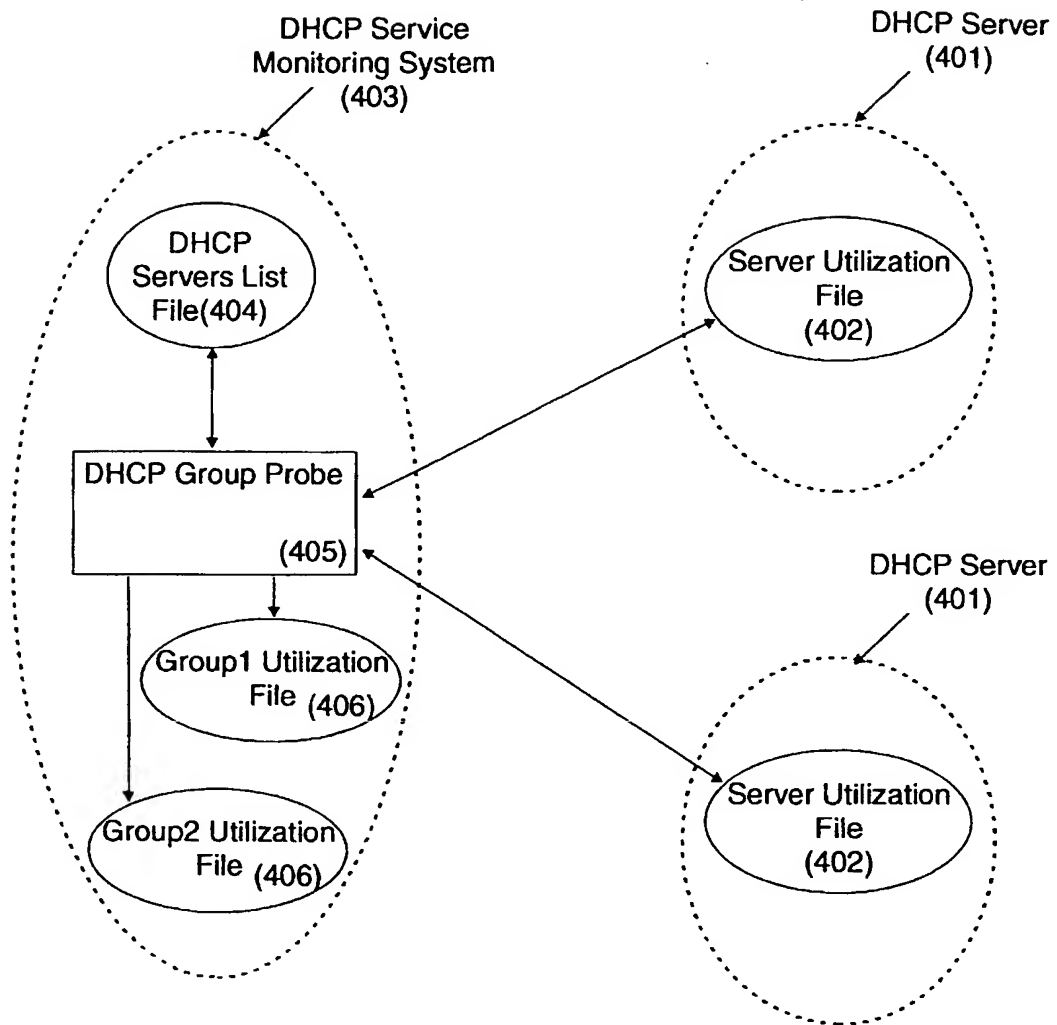 DHCP Service
Monitoring System
(403)
DHCP Server
(401)
DHCP
Servers List
File(404)
Server Utilization
File
(402)
DHCP Group Probe
(405)
DHCP Server
(401)
Group1 Utilization
File (406)
Server Utilization
File
(402)
Group2 Utilization
File (406)